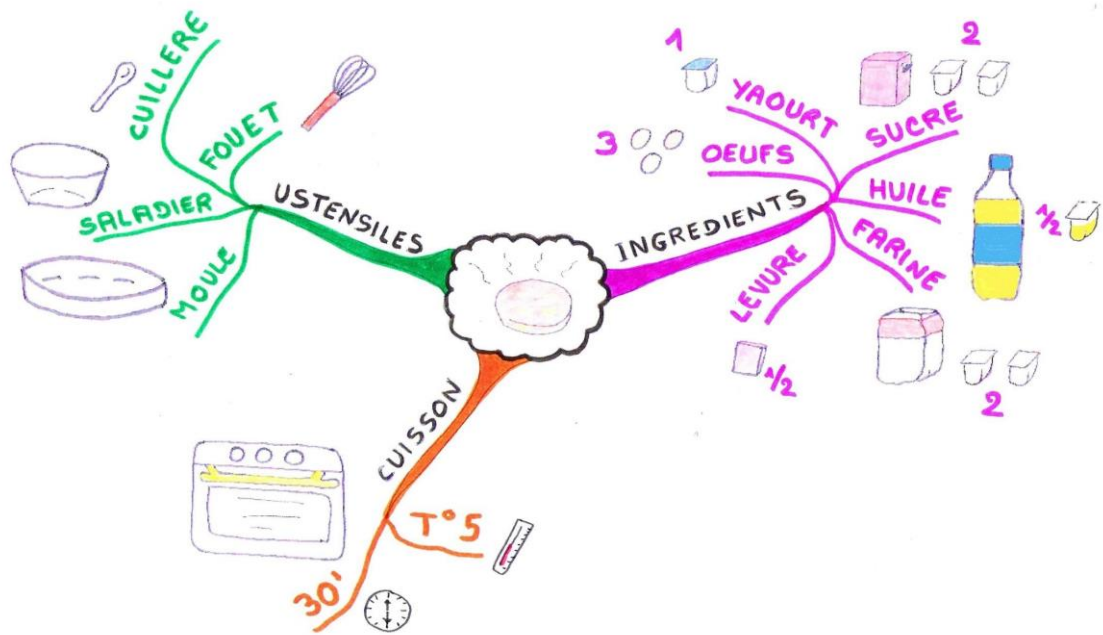 CUILLERE
FOUET
SALADIER
MOULE
USTENSILES
1
YAOURT
3
OEUFS
2
SUCRE
HUILE
1/2
FARINE
2
LEVURE
1/2
INGREDIENTS
CUISSON
T°5
30'